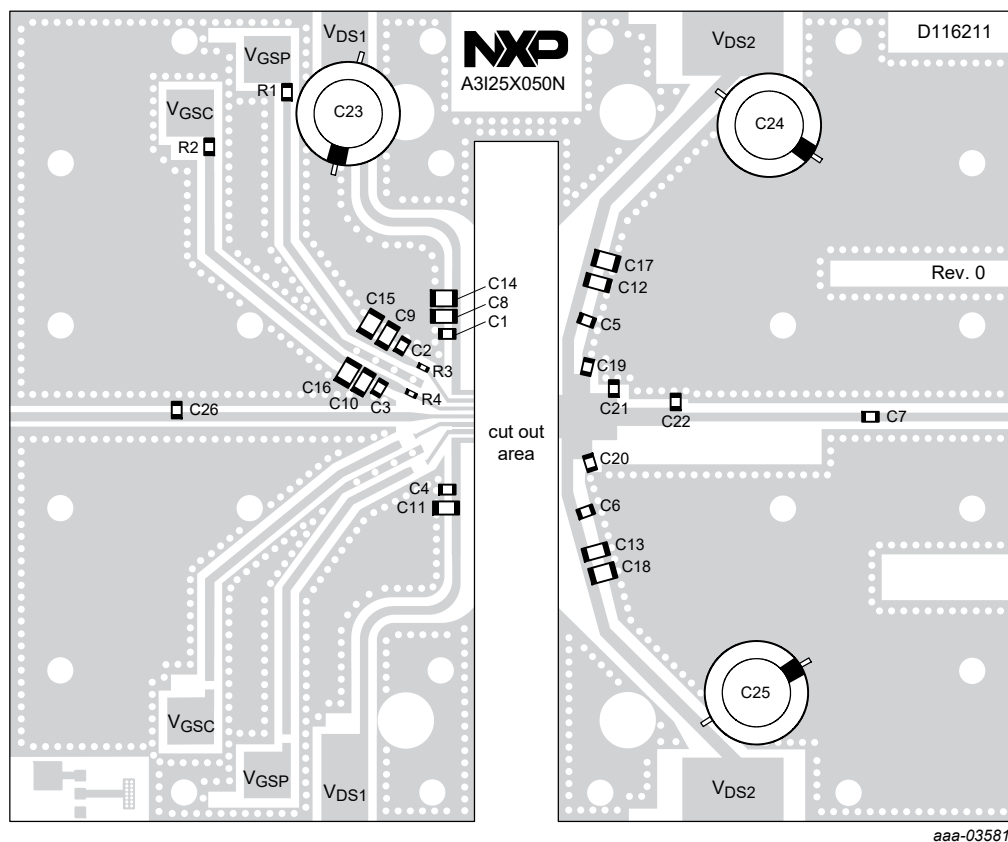 VDS1
VDS2
D116211
NXP
A3I25X050N
VGSP
R1
C23
C24
VGSC
R2
C17
C12
Rev. 0
C14
C8
C1
C15
C9
C2
C5
R3
C19
C16
C10
C3
R4
C21
C22
C26
C7
cut out
area
C20
C4
C11
C6
C13
C18
C25
VGSC
VGSP
VDS1
VDS2
aaa-03581